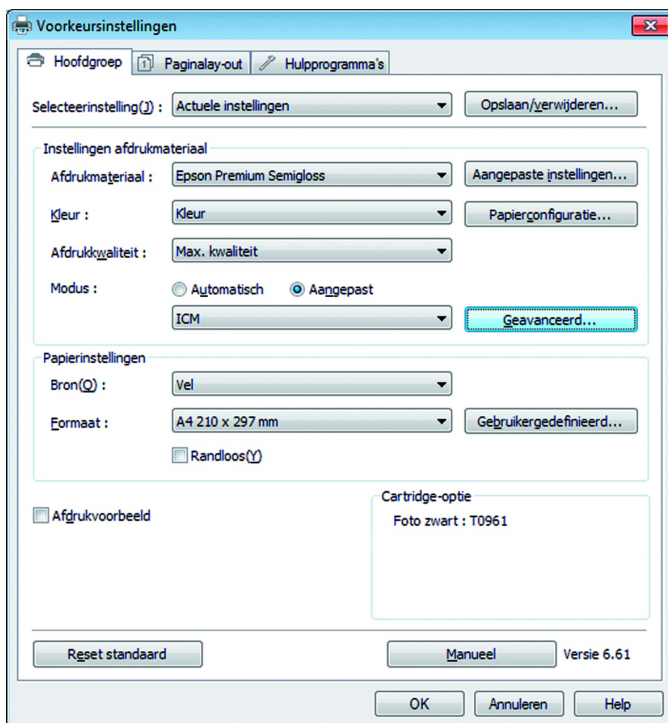 Voorkeursinstellingen
Hoofdgroep
1
Paginalay-out
Hulpprogramma's
Selecteerinstelling(J) :
Actuele instellingen
Opslaan/verwijderen...
Instellingen afdrukmateriaal
Afdrukmateriaal :
Epson Premium Semigloss
Aangepaste instellingen...
Kleur :
Kleur
Papierconfiguratie...
Afdrukkwaliteit :
Max. kwaliteit
Modus :
Automatisch
Aangepast
ICM
Geavanceerd...
Papierinstellingen
Bron(Q) :
Vel
Formaat :
A4 210 x 297 mm
Gebruikergedefinieerd...
Randloos(Y)
Afdrukvoorbeeld
Cartridge-optie
Foto zwart : T0961
Reset standaard
Manueel
Versie 6.61
OK
Annuleren
Help